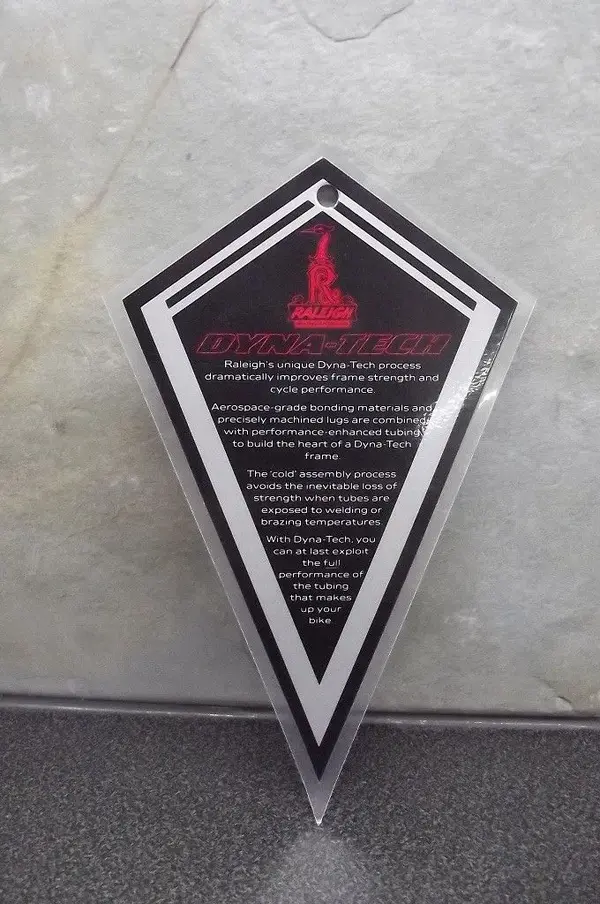 R
RALEIGH
DYNA-TECH
Raleigh's unique Dyna-Tech process
dramatically improves frame strength and
cycle performance.
Aerospace-grade bonding materials and
precisely machined lugs are combined
with performance-enhanced tubing
to build the heart of a Dyna-Tech
frame.
The 'cold' assembly process
avoids the inevitable loss of
strength when tubes are
exposed to welding or
brazing temperatures.
With Dyna-Tech, you
can at last exploit
the full
performance of
the tubing
that makes
up your
bike.